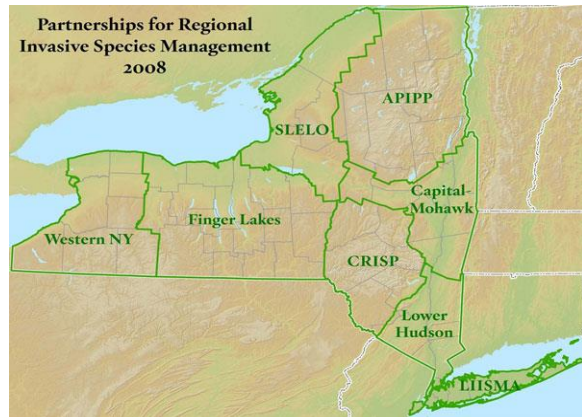 Partnerships for Regional
Invasive Species Management
2008
APIPP
SLELO
Capital-
Mohawk
Finger Lakes
Western NY
CRISP
Lower
Hudson
LIISMA